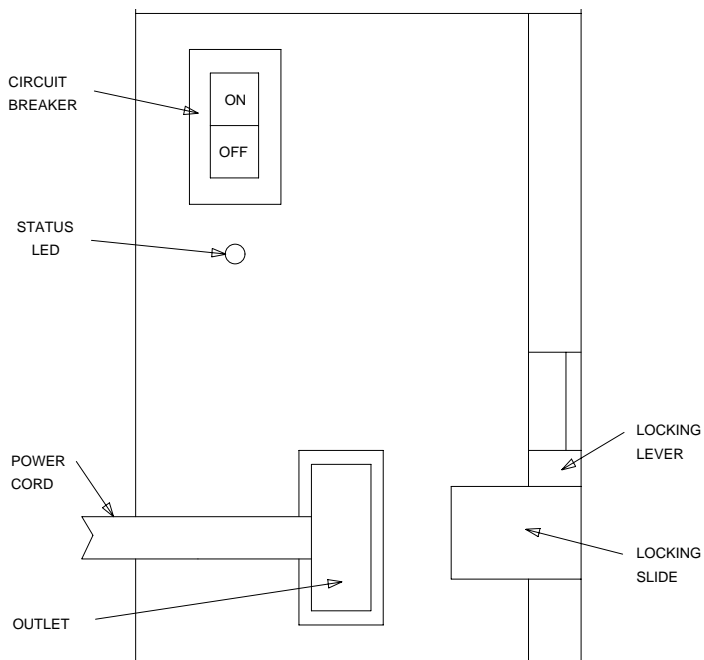 CIRCUIT
BREAKER
ON
OFF
STATUS
LED
LOCKING
LEVER
POWER
CORD
LOCKING
SLIDE
OUTLET